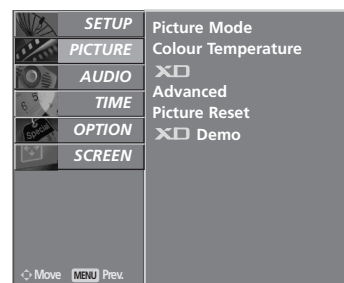 SETUP
PICTURE
AUDIO
TIME
OPTION
SCREEN
Move MENU Prev.
Picture Mode
Colour Temperature
XD
Advanced
Picture Reset
XD Demo